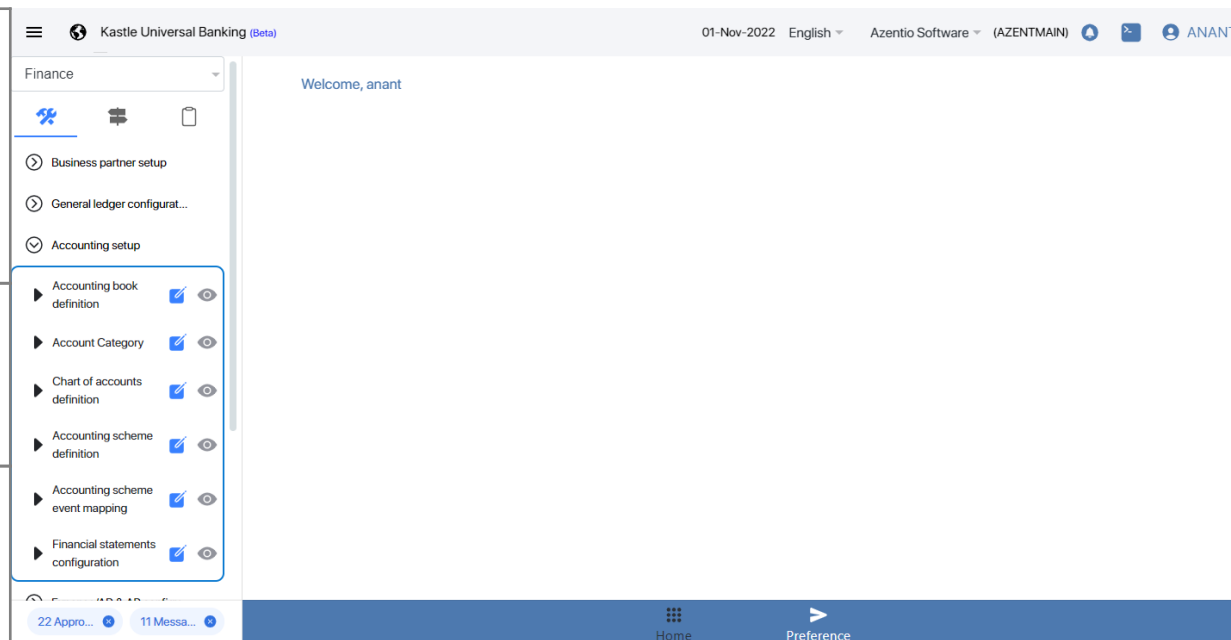 Kastle Universal Banking (Beta)
01-Nov-2022 English Azentio Software (AZENTMAIN) ANANT
Finance
Welcome, anant
Business partner setup
General ledger configurat...
Accounting setup
Accounting book
definition
Account Category
Chart of accounts
definition
Accounting scheme
definition
Accounting scheme
event mapping
Financial statements
configuration
22 Appro...
11 Messa...
Home
Preference